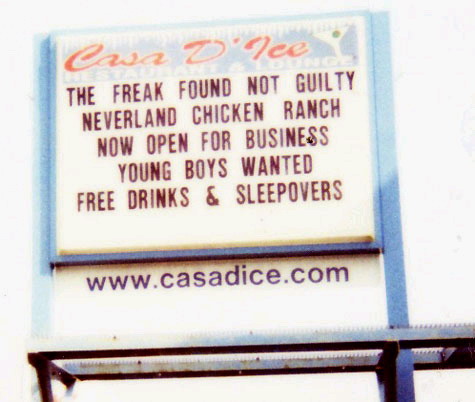 Casa D'Ice
RESTAURANT & LOUNGE
THE FREAK FOUND NOT GUILTY
NEVERLAND CHICKEN RANCH
NOW OPEN FOR BUSINESS
YOUNG BOYS WANTED
FREE DRINKS & SLEEPOVERS
www.casadice.com